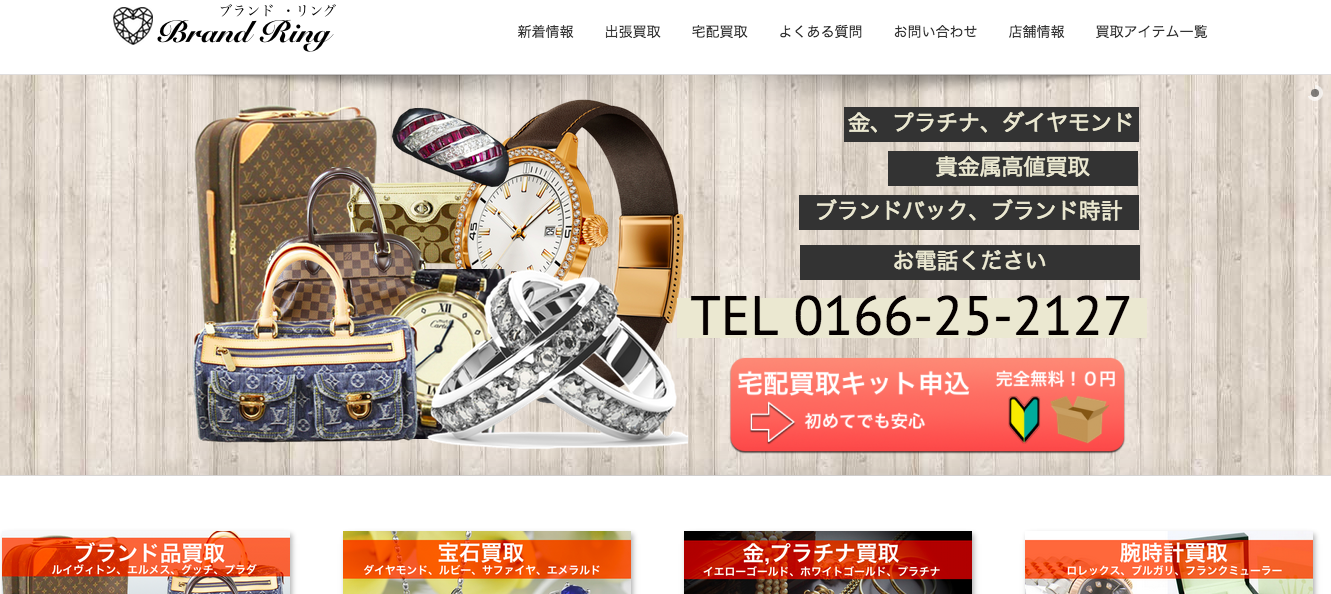 ブランド・リング
Brand Ring
新着情報 出張買取 宅配買取 よくある質問 お問い合わせ 店舗情報 買取アイテム一覧
金、プラチナ、ダイヤモンド
貴金属高値買取
ブランドバック、ブランド時計
お電話ください
TEL 0166-25-2127
宅配買取キット申込 完全無料！０円
初めてでも安心
ブランド品買取
ルイヴィトン、エルメス、グッチ、プラダ
宝石買取
ダイヤモンド、ルビー、サファイヤ、エメラルド
金,プラチナ買取
イエローゴールド、ホワイトゴールド、プラチナ
腕時計買取
ロレックス、ブルガリ、フランクミューラー